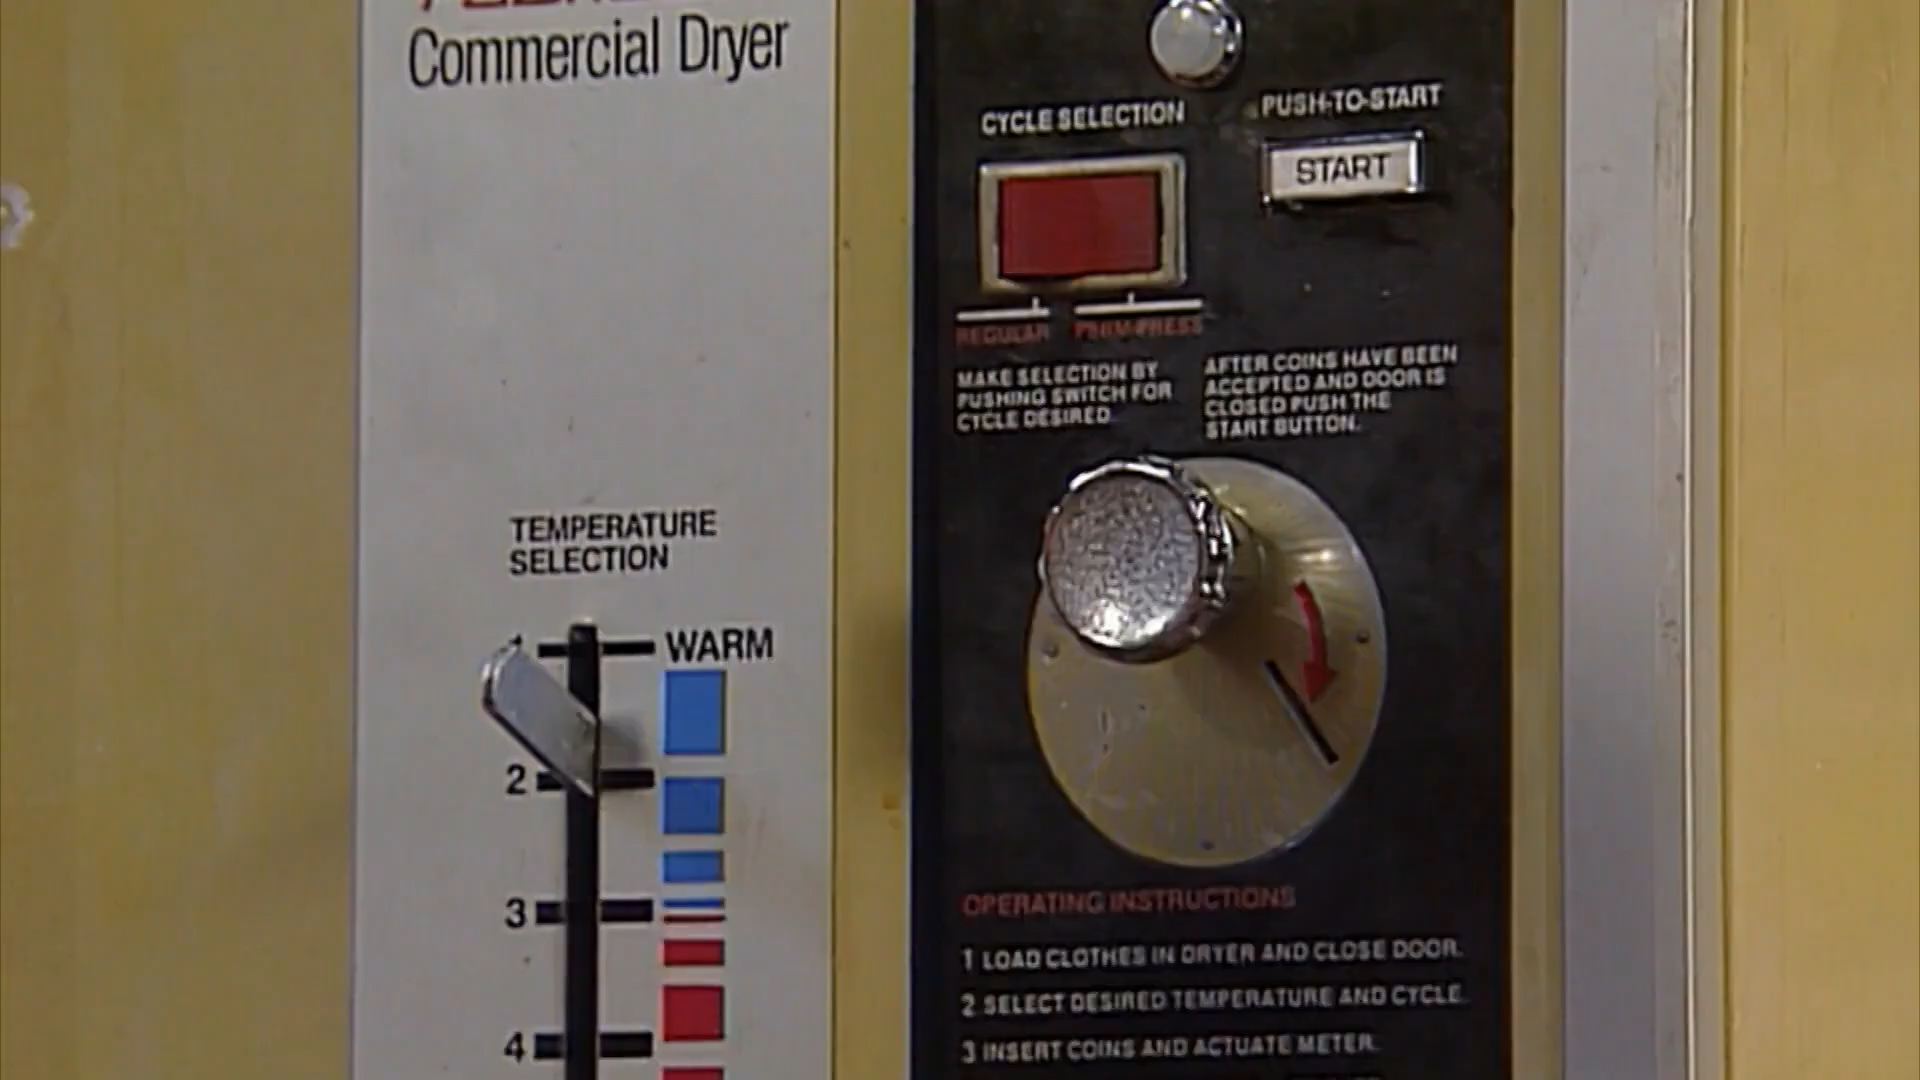 Commercial Dryer
TEMPERATURE
SELECTION
1 WARM
2
3
4
CYCLE SELECTION
PUSH-TO-START
START
REGULAR PERM-PRESS
MAKE SELECTION BY
PUSHING SWITCH FOR
CYCLE DESIRED.
AFTER COINS HAVE BEEN
ACCEPTED AND DOOR IS
CLOSED PUSH THE
START BUTTON.
OPERATING INSTRUCTIONS
1 LOAD CLOTHES IN DRYER AND CLOSE DOOR.
2 SELECT DESIRED TEMPERATURE AND CYCLE.
3 INSERT COINS AND ACTUATE METER.